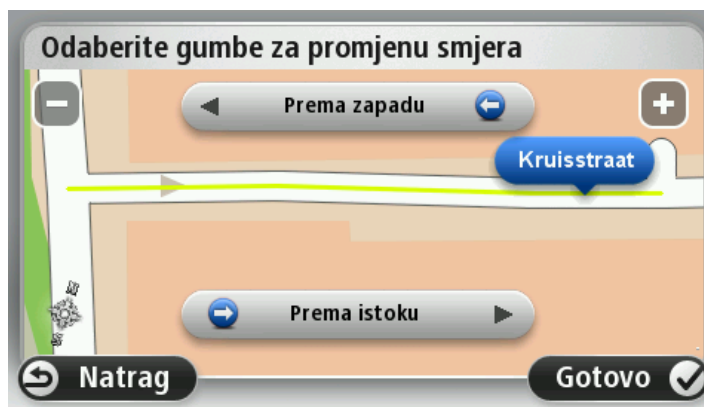 Odaberite gumbe za promjenu smjera
Prema zapadu
Kruisstraat
Prema istoku
Natrag
Gotovo